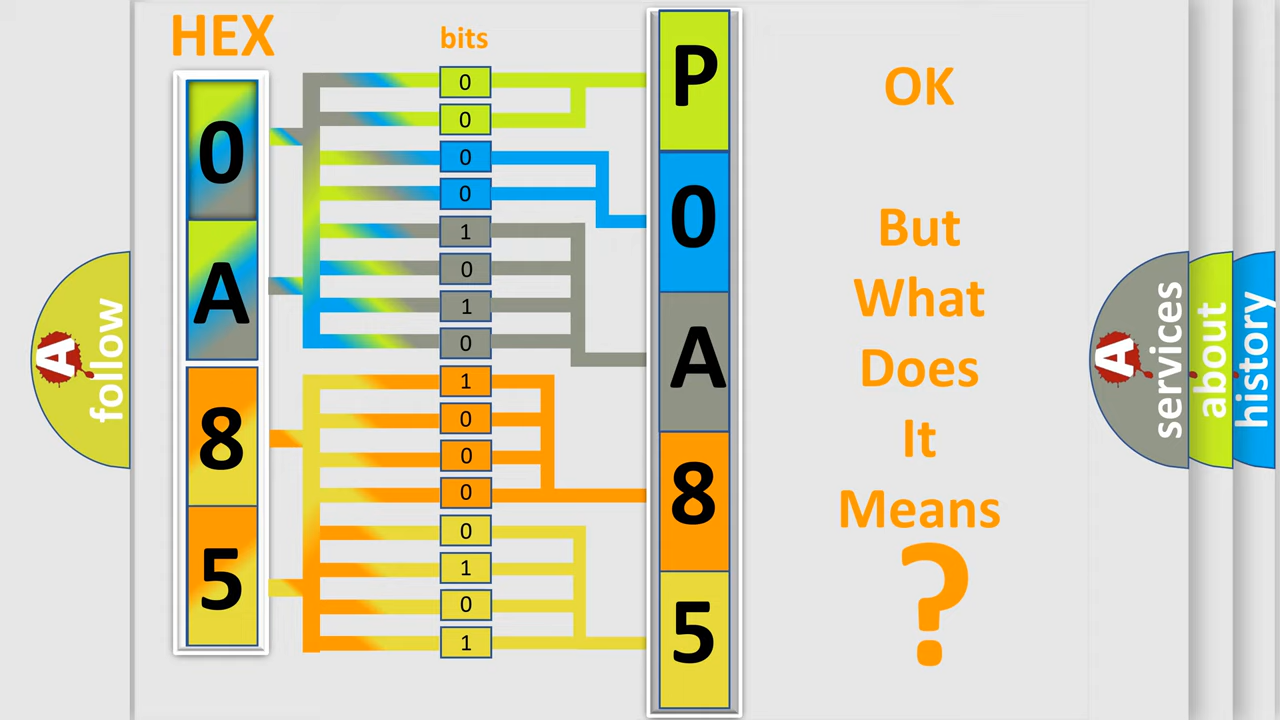 HEX
bits
0
A
8
5
0
0
0
0
1
0
1
0
1
0
0
0
0
1
0
1
P
0
A
8
5
OK
But
What
Does
It
Means
?
A
follow
A
services
about
history